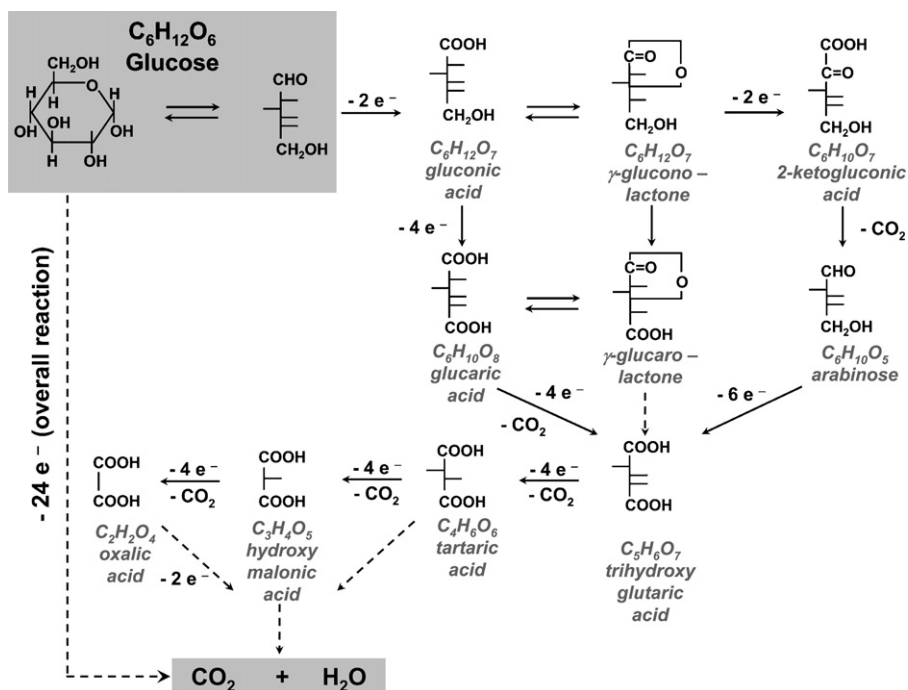 C₆H₁₂O₆
Glucose
CH₂OH
H
O
H
H
OH
H
OH
OH
H
OH
CHO
CH₂OH
- 2 e⁻
COOH
CH₂OH
C₆H₁₂O₇
gluconic
acid
C=O
O
CH₂OH
C₆H₁₂O₇
γ-glucono –
lactone
- 2 e⁻
COOH
C=O
CH₂OH
C₆H₁₀O₇
2-ketogluconic
acid
- 4 e⁻
- CO₂
COOH
COOH
C₆H₁₀O₈
glucaric
acid
C=O
O
COOH
γ-glucaro –
lactone
CHO
CH₂OH
C₆H₁₀O₅
arabinose
- 4 e⁻
- CO₂
- 6 e⁻
- 24 e⁻ (overall reaction)
COOH
COOH
C₂H₂O₄
oxalic
acid
- 4 e⁻
- CO₂
COOH
COOH
C₃H₄O₅
hydroxy
malonic
acid
- 4 e⁻
- CO₂
COOH
COOH
C₄H₆O₆
tartaric
acid
- 4 e⁻
- CO₂
COOH
COOH
C₅H₆O₇
trihydroxy
glutaric
acid
- 2 e⁻
CO₂ + H₂O